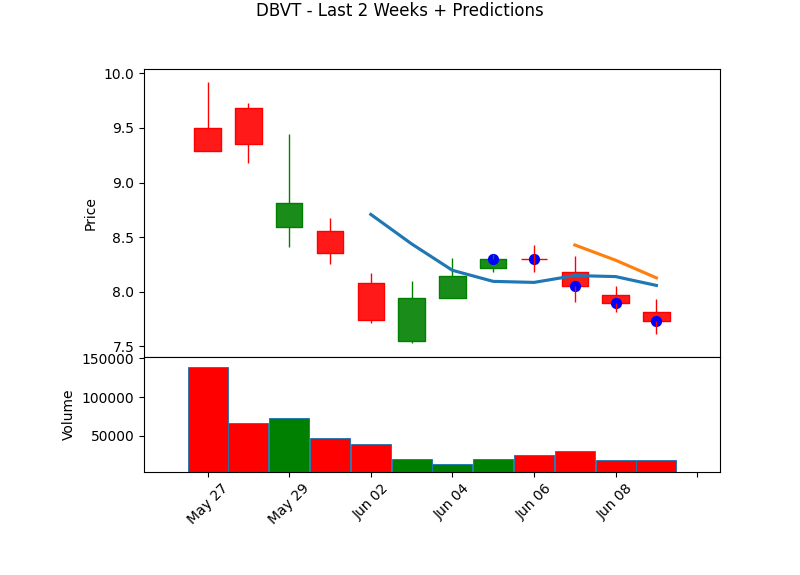 DBVT - Last 2 Weeks + Predictions
10.0
9.5
9.0
8.5
8.0
7.5
Price
150000
100000
50000
Volume
May 27
May 29
Jun 02
Jun 04
Jun 06
Jun 08